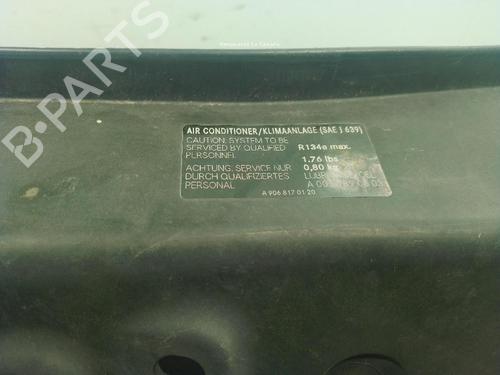 B-PARTS
AIR CONDITIONER/KLIMAANLAGE (SAE J 639)
CAUTION, SYSTEM TO BE
SERVICED BY QUALIFIED
PERSONNEL
R134a max.
1,76 lbs
ACHTUNG, SERVICE NUR
DURCH QUALIFIZIERTES
PERSONAL
0,80 kg
A 906 817 01 20